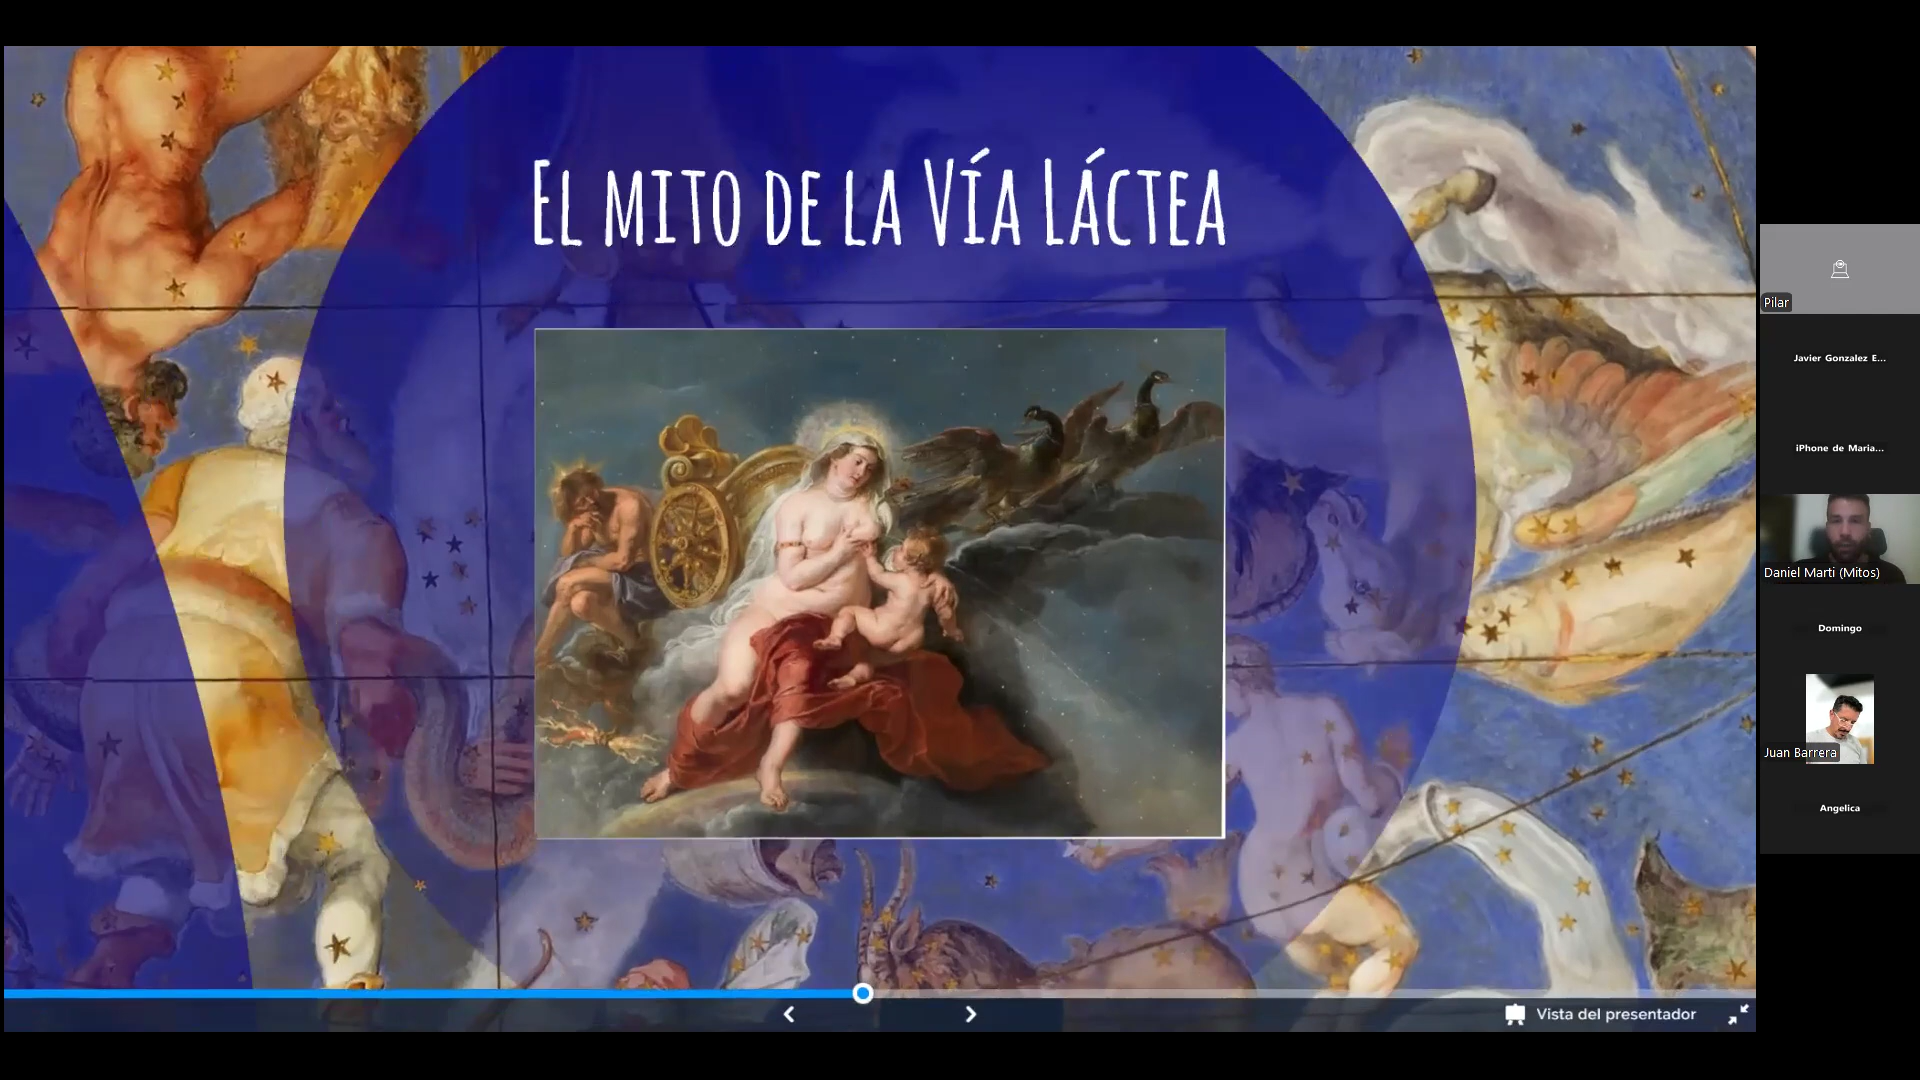 El mito de la Vía Láctea
Vista del presentador
Pilar
Javier Gonzalez E...
iPhone de Maria...
Daniel Marti (Mitos)
Domingo
Juan Barrera
Angelica